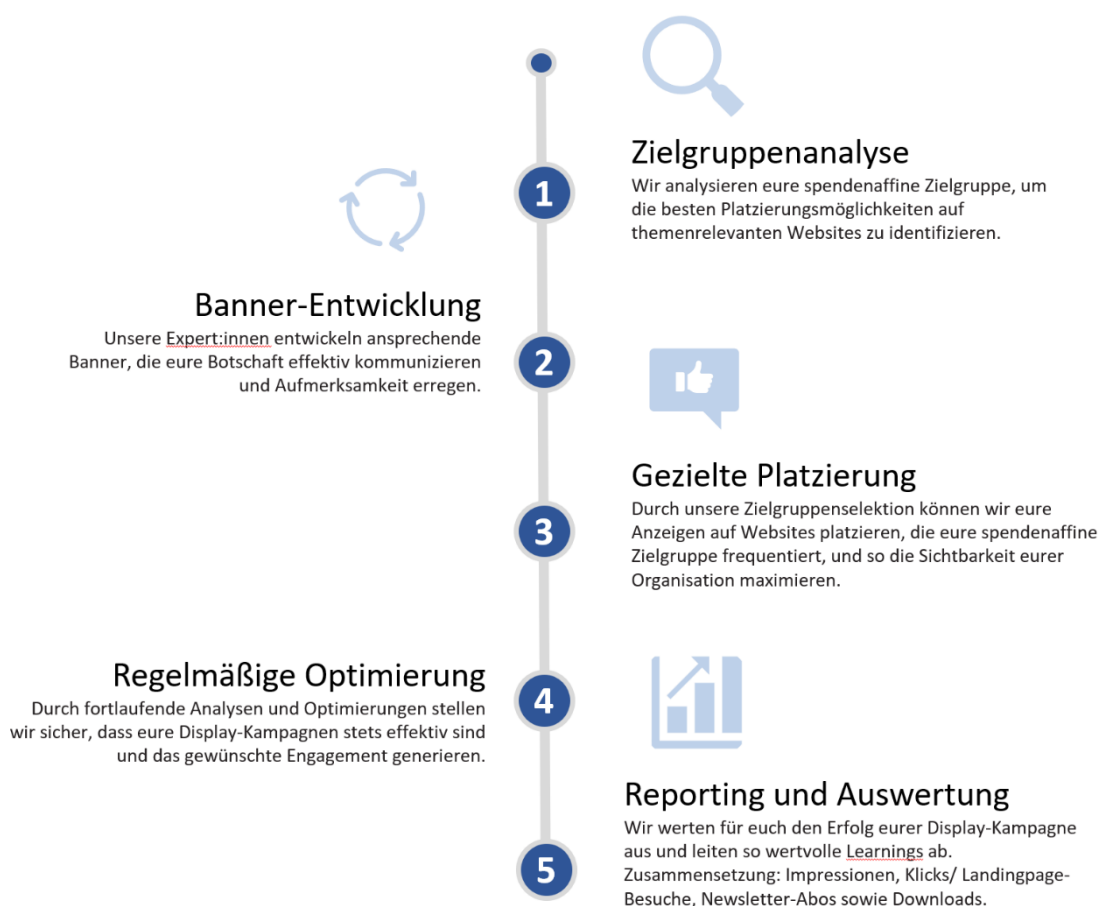 Zielgruppenanalyse
Wir analysieren eure spendenaffine Zielgruppe, um
die besten Platzierungsmöglichkeiten auf
themenrelevanten Websites zu identifizieren.
1
Banner-Entwicklung
Unsere Expert:innen entwickeln ansprechende
Banner, die eure Botschaft effektiv kommunizieren
und Aufmerksamkeit erregen.
2
Gezielte Platzierung
Durch unsere Zielgruppenselektion können wir eure
Anzeigen auf Websites platzieren, die eure spendenaffine
Zielgruppe frequentiert, und so die Sichtbarkeit eurer
Organisation maximieren.
3
Regelmäßige Optimierung
Durch fortlaufende Analysen und Optimierungen stellen
wir sicher, dass eure Display-Kampagnen stets effektiv sind
und das gewünschte Engagement generieren.
4
Reporting und Auswertung
Wir werten für euch den Erfolg eurer Display-Kampagne
aus und leiten so wertvolle Learnings ab.
Zusammensetzung: Impressionen, Klicks/ Landingpage-
Besuche, Newsletter-Abos sowie Downloads.
5